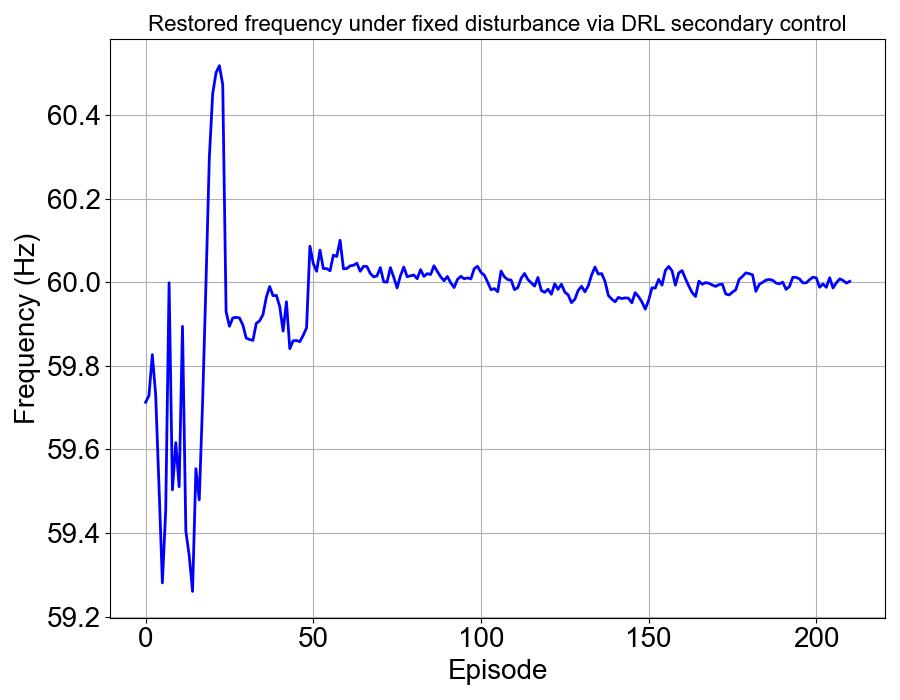 Restored frequency under fixed disturbance via DRL secondary control
Frequency (Hz)
60.4
60.2
60.0
59.8
59.6
59.4
59.2
0 50 100 150 200
Episode